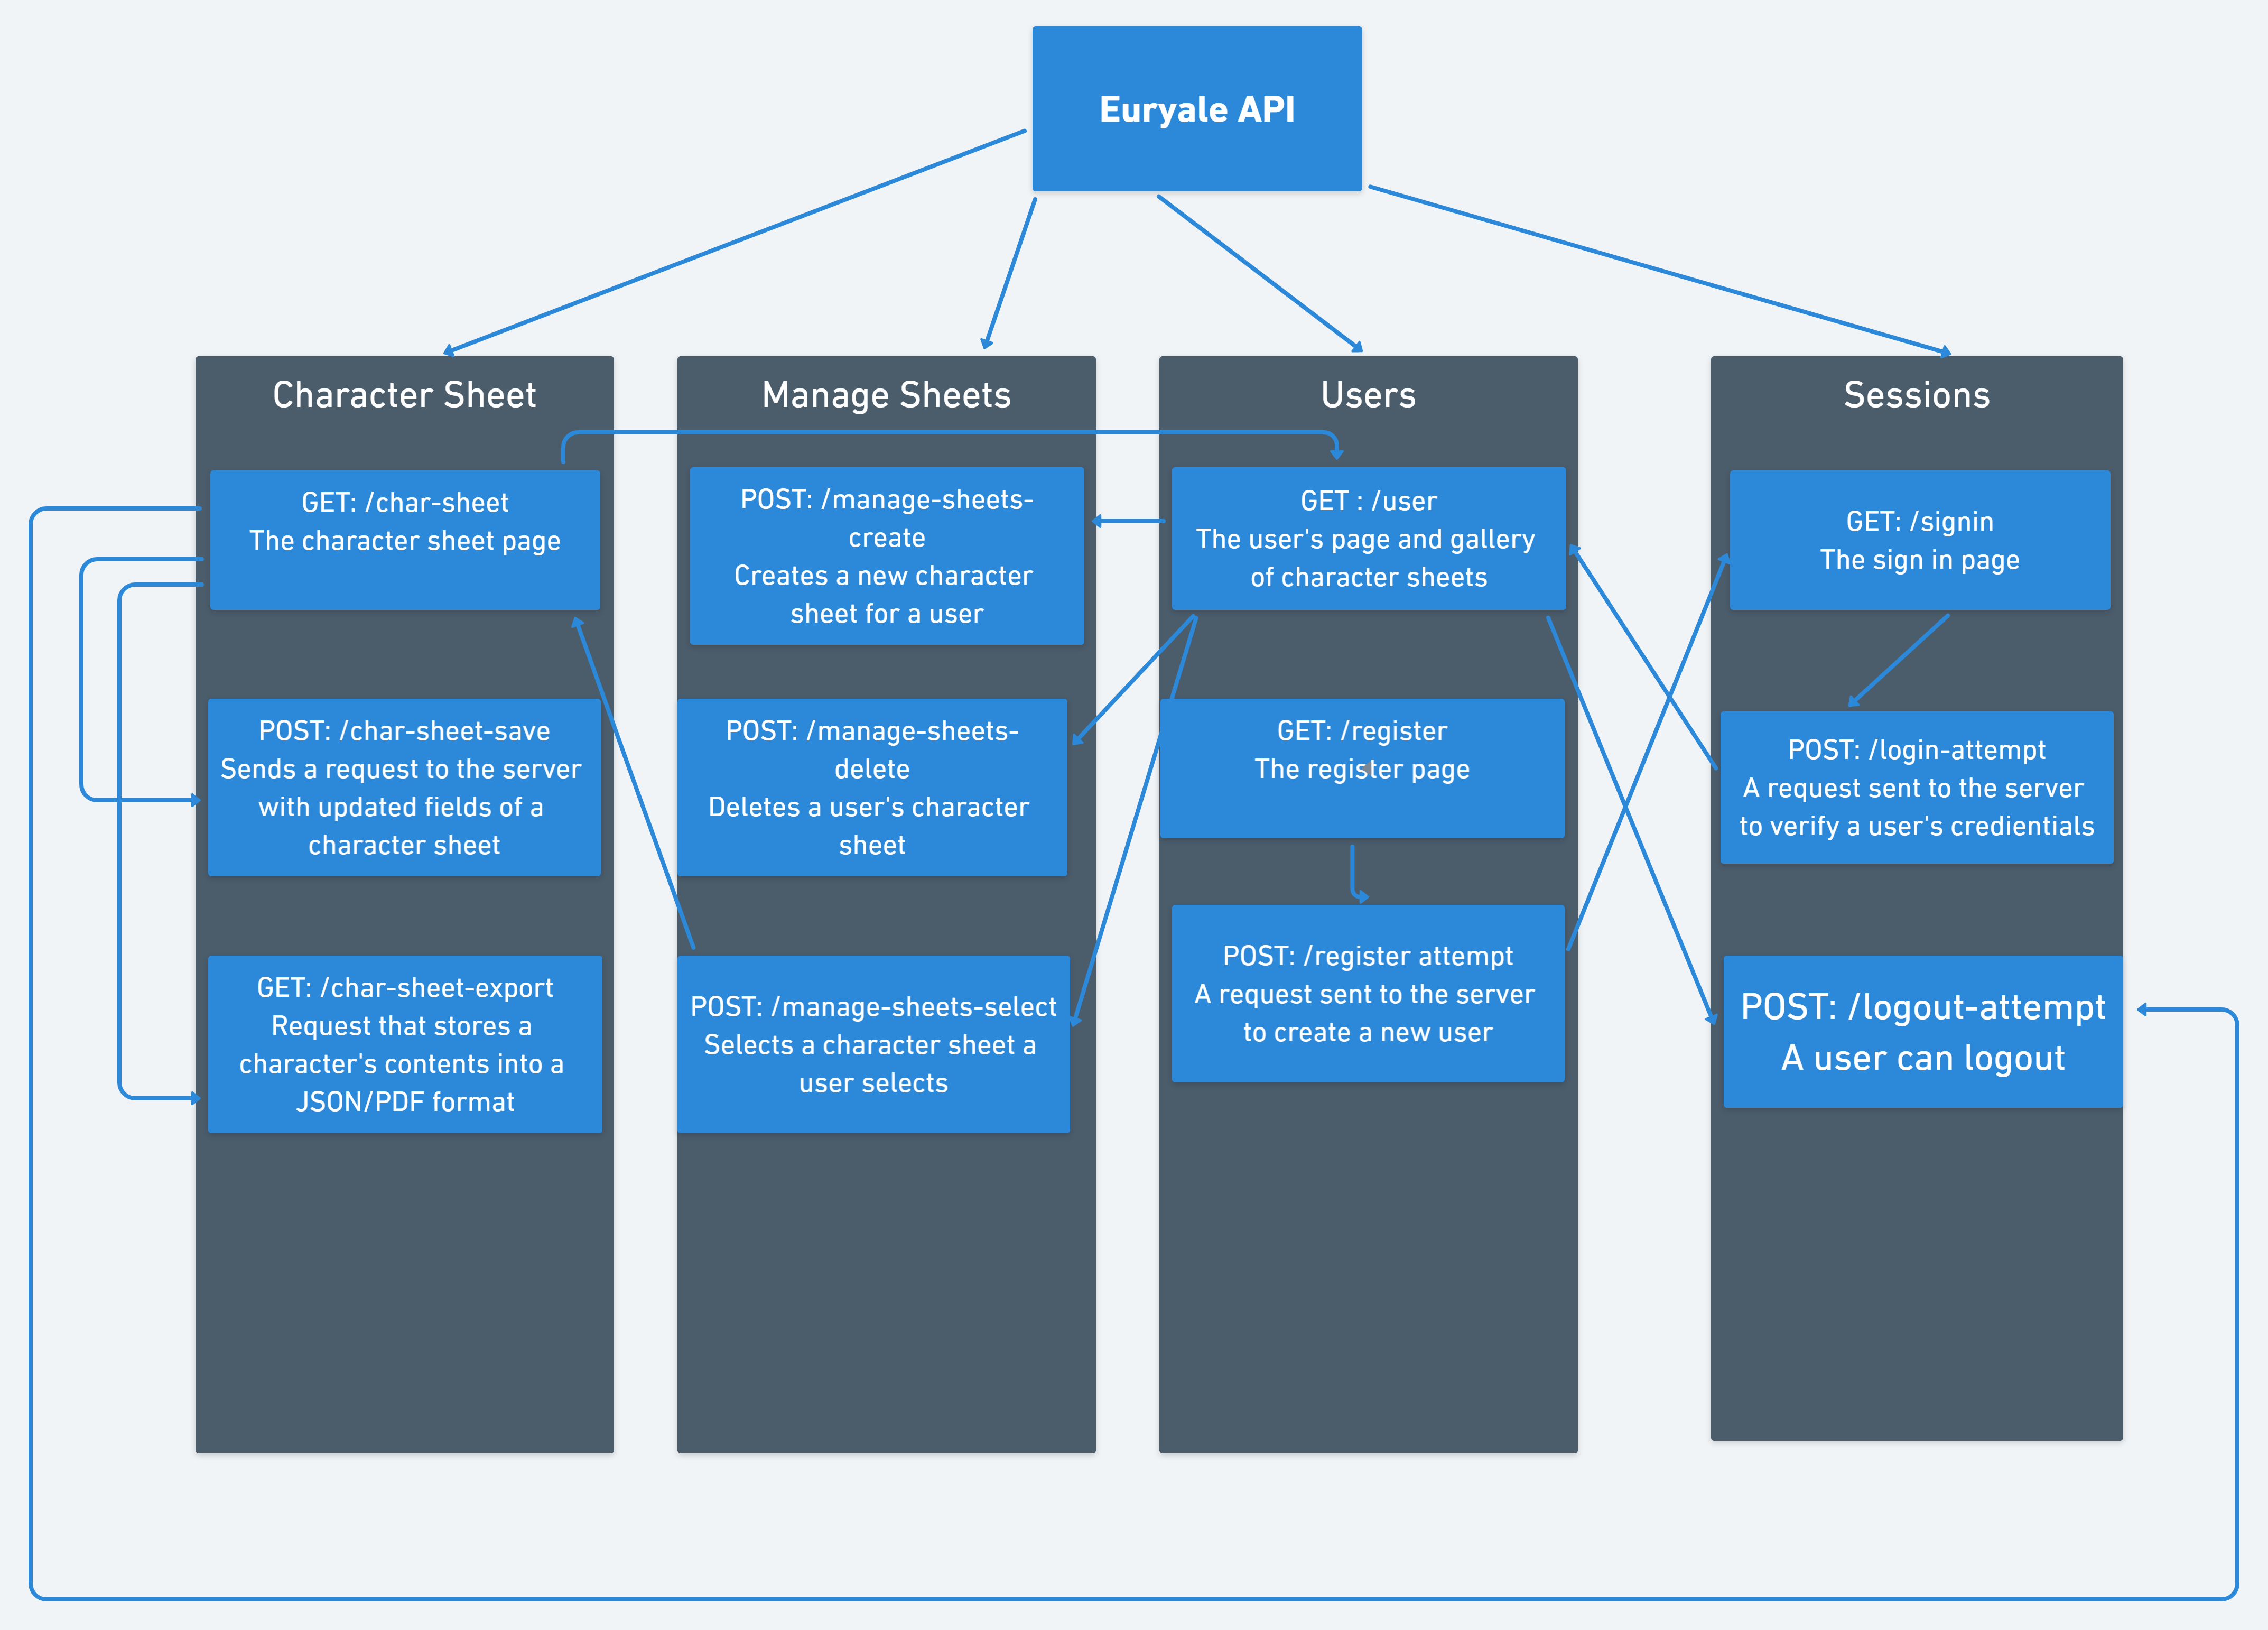 Euryale API
Character Sheet
GET: /char-sheet
The character sheet page
POST: /char-sheet-save
Sends a request to the server
with updated fields of a
character sheet
GET: /char-sheet-export
Request that stores a
character's contents into a
JSON/PDF format
Manage Sheets
POST: /manage-sheets-
create
Creates a new character
sheet for a user
POST: /manage-sheets-
delete
Deletes a user's character
sheet
POST: /manage-sheets-select
Selects a character sheet a
user selects
Users
GET : /user
The user's page and gallery
of character sheets
GET: /register
The register page
POST: /register attempt
A request sent to the server
to create a new user
Sessions
GET: /signin
The sign in page
POST: /login-attempt
A request sent to the server
to verify a user's credientials
POST: /logout-attempt
A user can logout